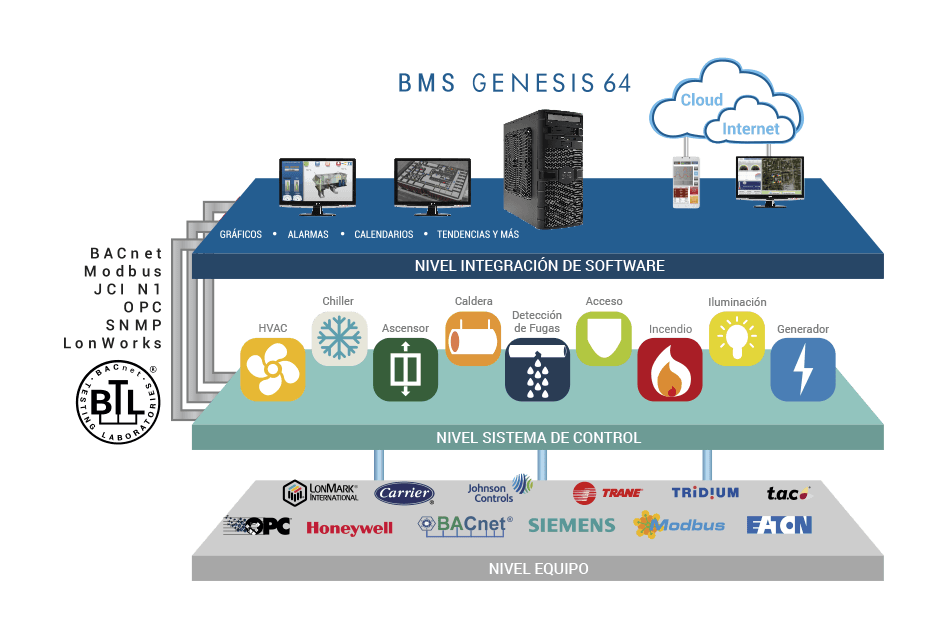 BMS GENESIS 64
Cloud
Internet
GRÁFICOS • ALARMAS • CALENDARIOS • TENDENCIAS Y MÁS
NIVEL INTEGRACIÓN DE SOFTWARE
BACnet
Modbus
JCI N1
OPC
SNMP
LonWorks
BACnet
BTL
TESTING LABORATORIES
®
HVAC
Chiller
Ascensor
Caldera
Detección
de Fugas
Acceso
Incendio
Iluminación
Generador
NIVEL SISTEMA DE CONTROL
LONMARK™
INTERNATIONAL
Carrier®
Johnson
Controls
TRANE™
TRIDIUM
t.a.c
OPC
Honeywell
BACnet®
SIEMENS
Modbus
EATON
NIVEL EQUIPO